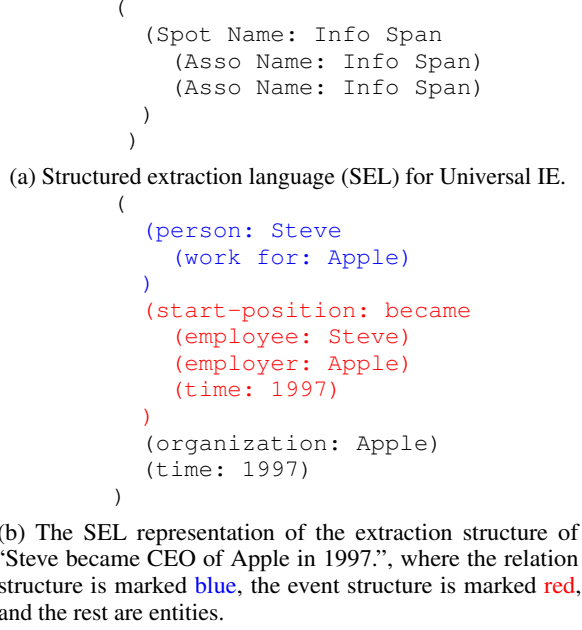 (
(Spot Name: Info Span
(Asso Name: Info Span)
(Asso Name: Info Span)
)
)
(a) Structured extraction language (SEL) for Universal IE.
(
(person: Steve
(work for: Apple)
)
(start-position: became
(employee: Steve)
(employer: Apple)
(time: 1997)
)
(organization: Apple)
(time: 1997)
)
(b) The SEL representation of the extraction structure of
“Steve became CEO of Apple in 1997.”, where the relation
structure is marked blue, the event structure is marked red,
and the rest are entities.